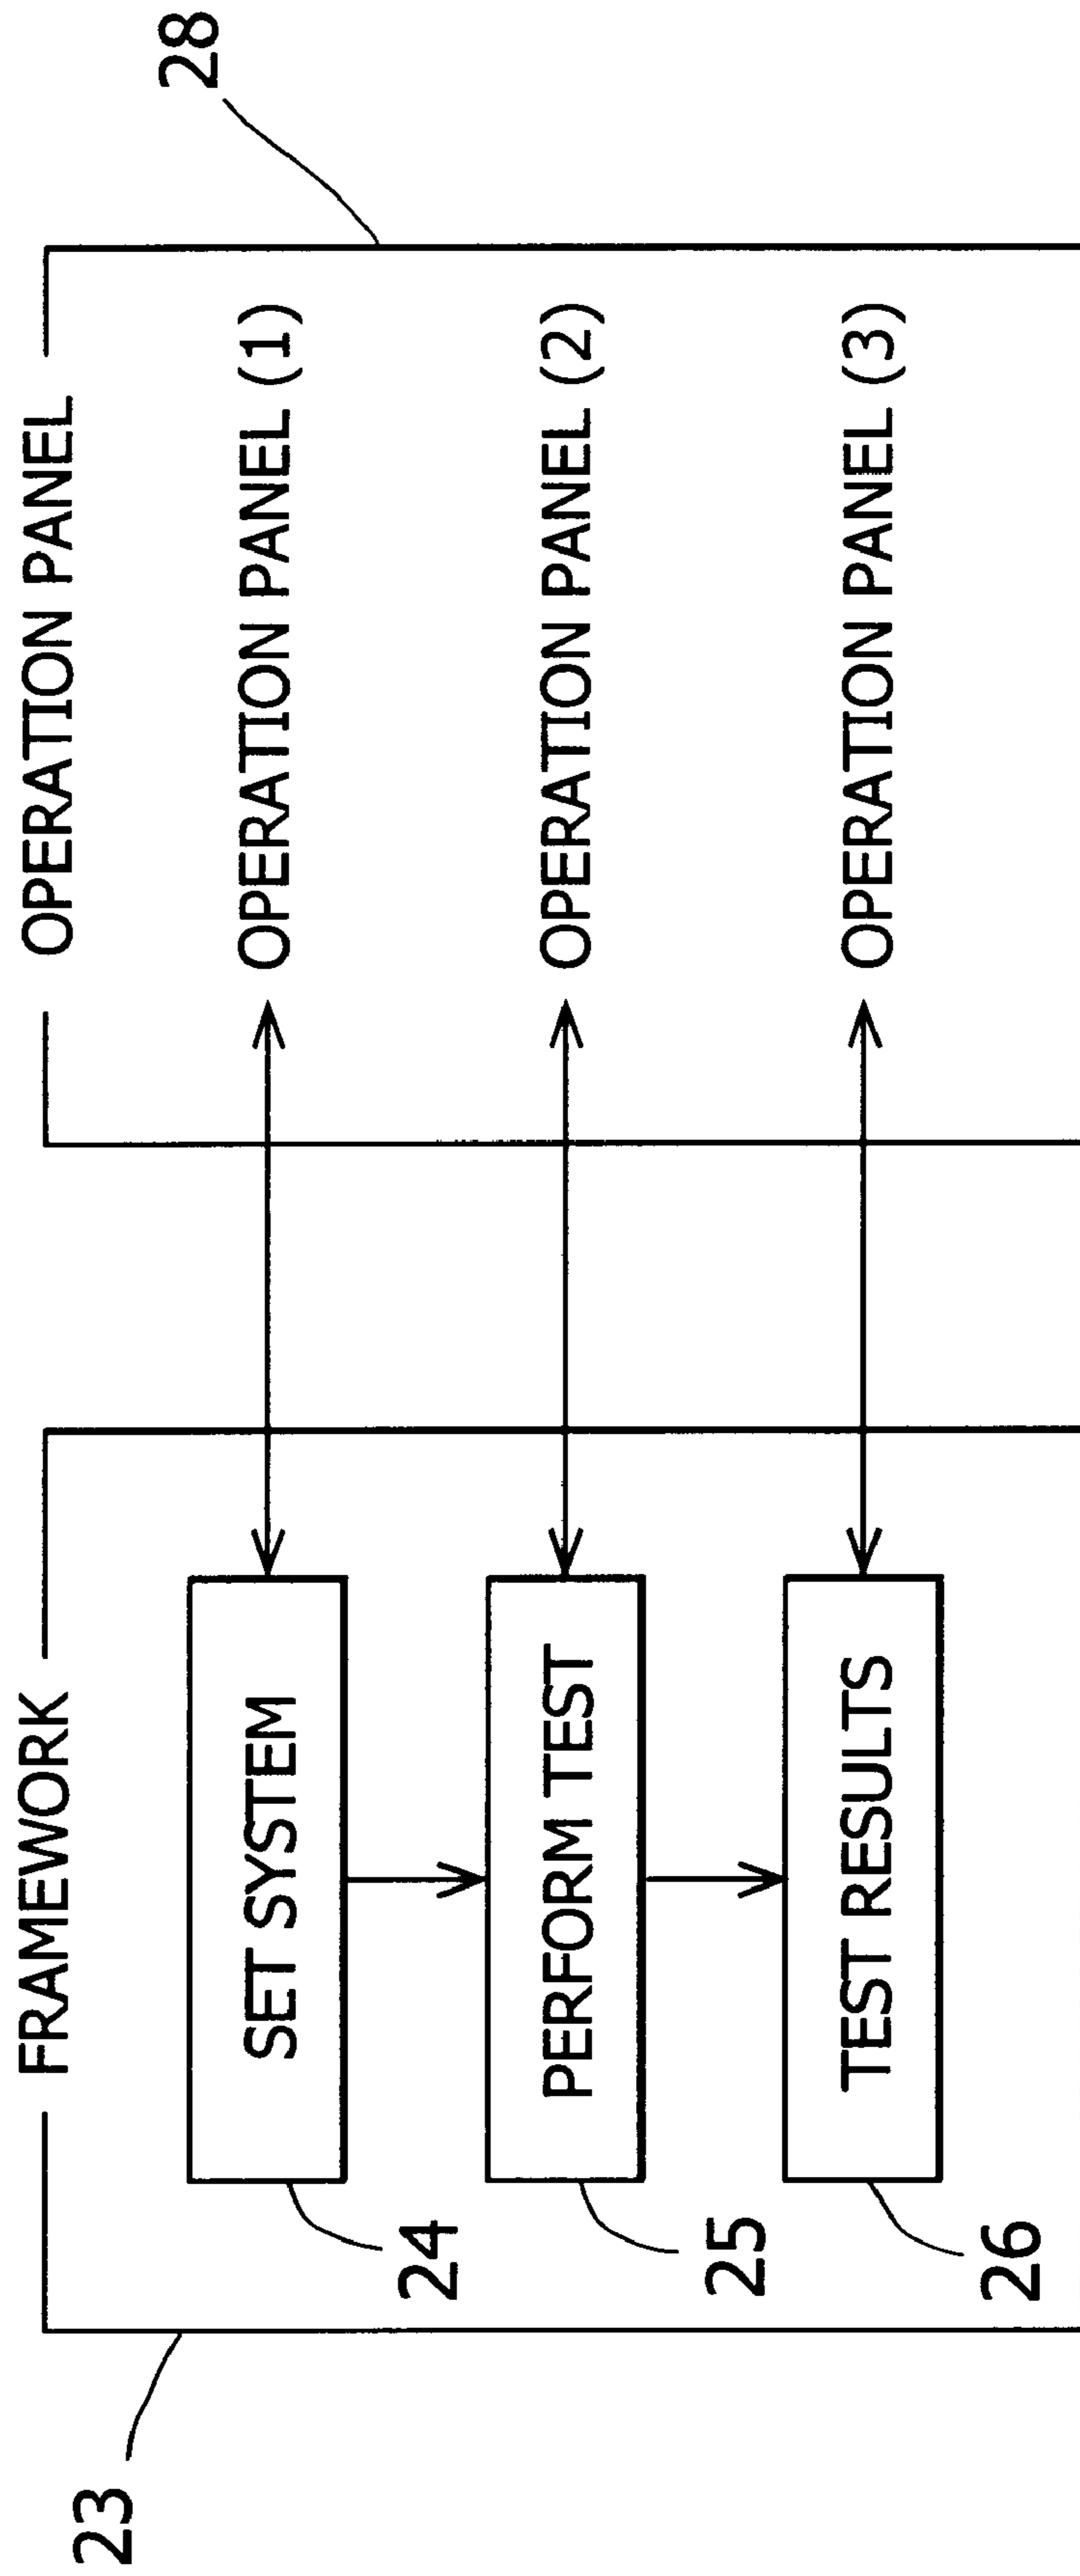 23
FRAMEWORK
OPERATION PANEL
28
SET SYSTEM
OPERATION PANEL (1)
24
PERFORM TEST
OPERATION PANEL (2)
25
TEST RESULTS
OPERATION PANEL (3)
26